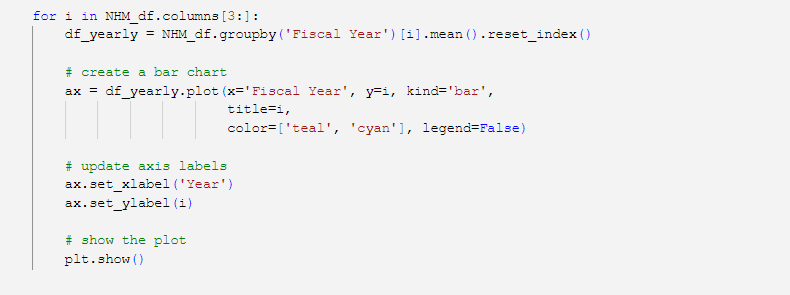 for i in NHM_df.columns[3:]:
    df_yearly = NHM_df.groupby('Fiscal Year')[i].mean().reset_index()

    # create a bar chart
    ax = df_yearly.plot(x='Fiscal Year', y=i, kind='bar',
                        title=i,
                        color=['teal', 'cyan'], legend=False)

    # update axis labels
    ax.set_xlabel('Year')
    ax.set_ylabel(i)

    # show the plot
    plt.show()